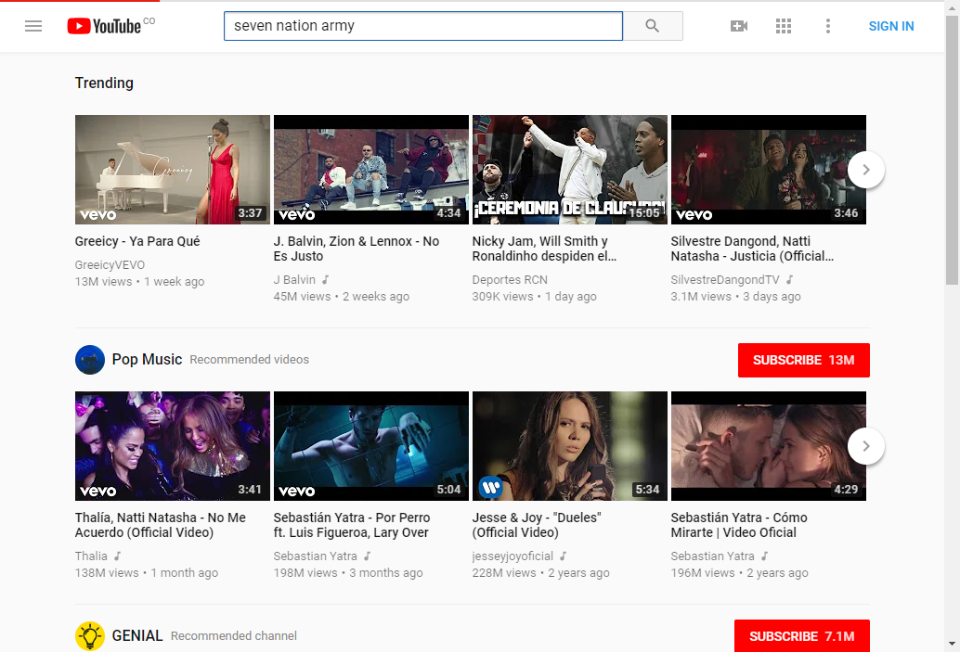 YouTube CO
seven nation army
SIGN IN
Trending
Greeicy
vevo
3:37
vevo
4:34
¡CEREMONIA DE CLAUSURA!
15:05
vevo
3:46
Greeicy - Ya Para Qué
GreeicyVEVO
13M views • 1 week ago
J. Balvin, Zion & Lennox - No
Es Justo
J Balvin
45M views • 2 weeks ago
Nicky Jam, Will Smith y
Ronaldinho despiden el...
Deportes RCN
309K views • 1 day ago
Silvestre Dangond, Natti
Natasha - Justicia (Official...
SilvestreDangondTV
3.1M views • 3 days ago
Pop Music Recommended videos
SUBSCRIBE 13M
vevo
3:41
vevo
5:04
5:34
4:29
Thalía, Natti Natasha - No Me
Acuerdo (Official Video)
Thalia
138M views • 1 month ago
Sebastián Yatra - Por Perro
ft. Luis Figueroa, Lary Over
Sebastian Yatra
198M views • 3 months ago
Jesse & Joy - "Dueles"
(Official Video)
jesseyjoyoficial
228M views • 2 years ago
Sebastián Yatra - Cómo
Mirarte | Video Oficial
Sebastian Yatra
196M views • 2 years ago
GENIAL Recommended channel
SUBSCRIBE 7.1M